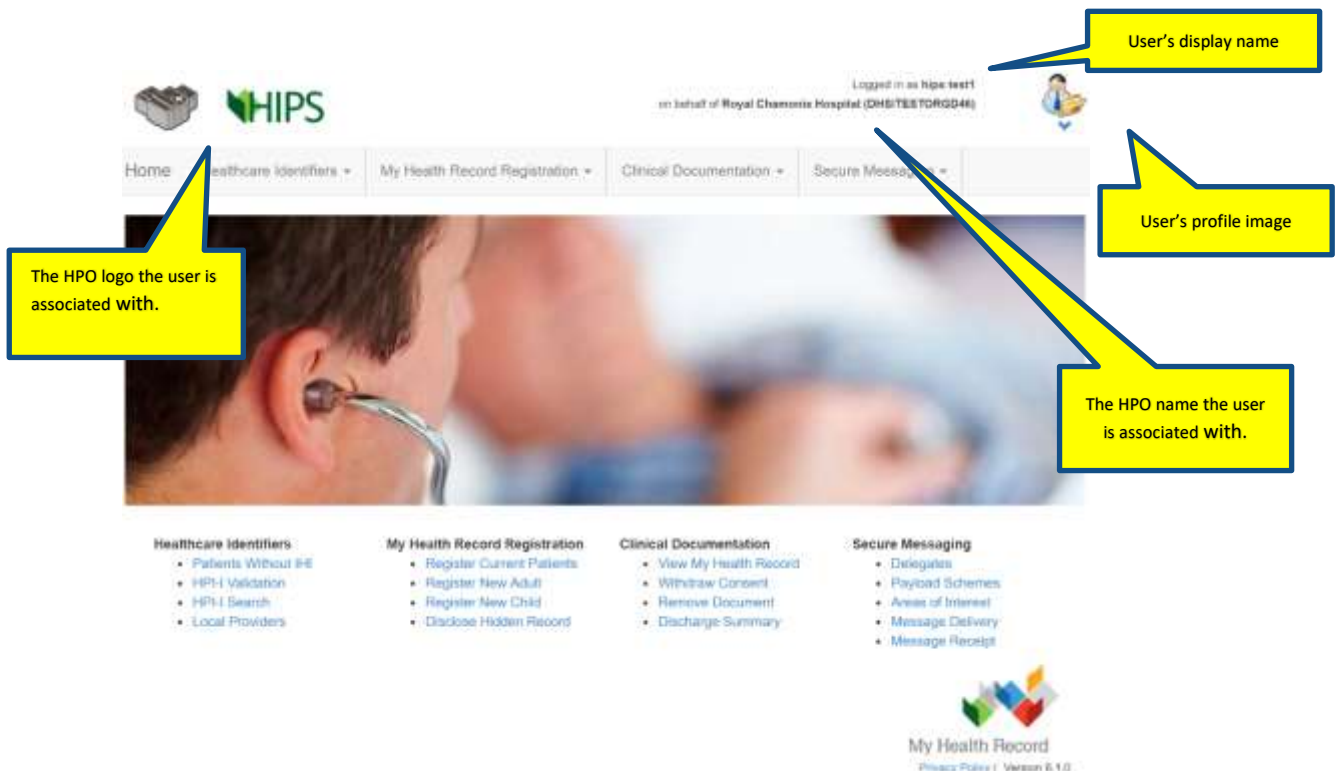 User's display name
Logged in as hips test1
on behalf of Royal Chamonix Hospital (DHSITESTORGD46)
HIPS
Home
Healthcare Identifiers
My Health Record Registration
Clinical Documentation
Secure Messaging
User's profile image
The HPO logo the user is
associated with.
The HPO name the user
is associated with.
Healthcare Identifiers
• Patients Without IHI
• HPI-I Validation
• HPI-I Search
• Local Providers
My Health Record Registration
• Register Current Patients
• Register New Adult
• Register New Child
• Disclose Hidden Record
Clinical Documentation
• View My Health Record
• Withdraw Consent
• Remove Document
• Discharge Summary
Secure Messaging
• Delegates
• Payload Schemes
• Areas of Interest
• Message Delivery
• Message Receipt
My Health Record
Privacy Policy | Version 6.1.0